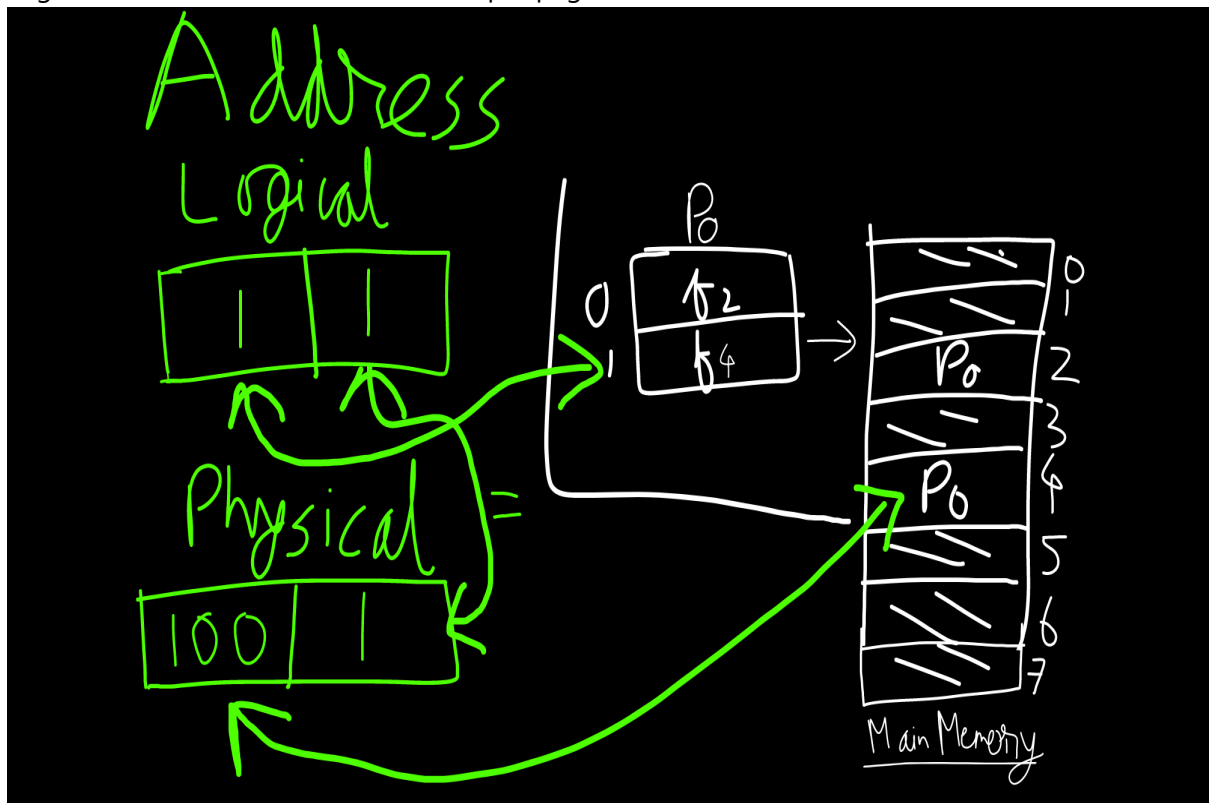 Address
Logical
1 1
Physical =
100 1
P0
0 f2
1 f4
0
1
P0 2
3
P0 4
5
6
7
Main Memory